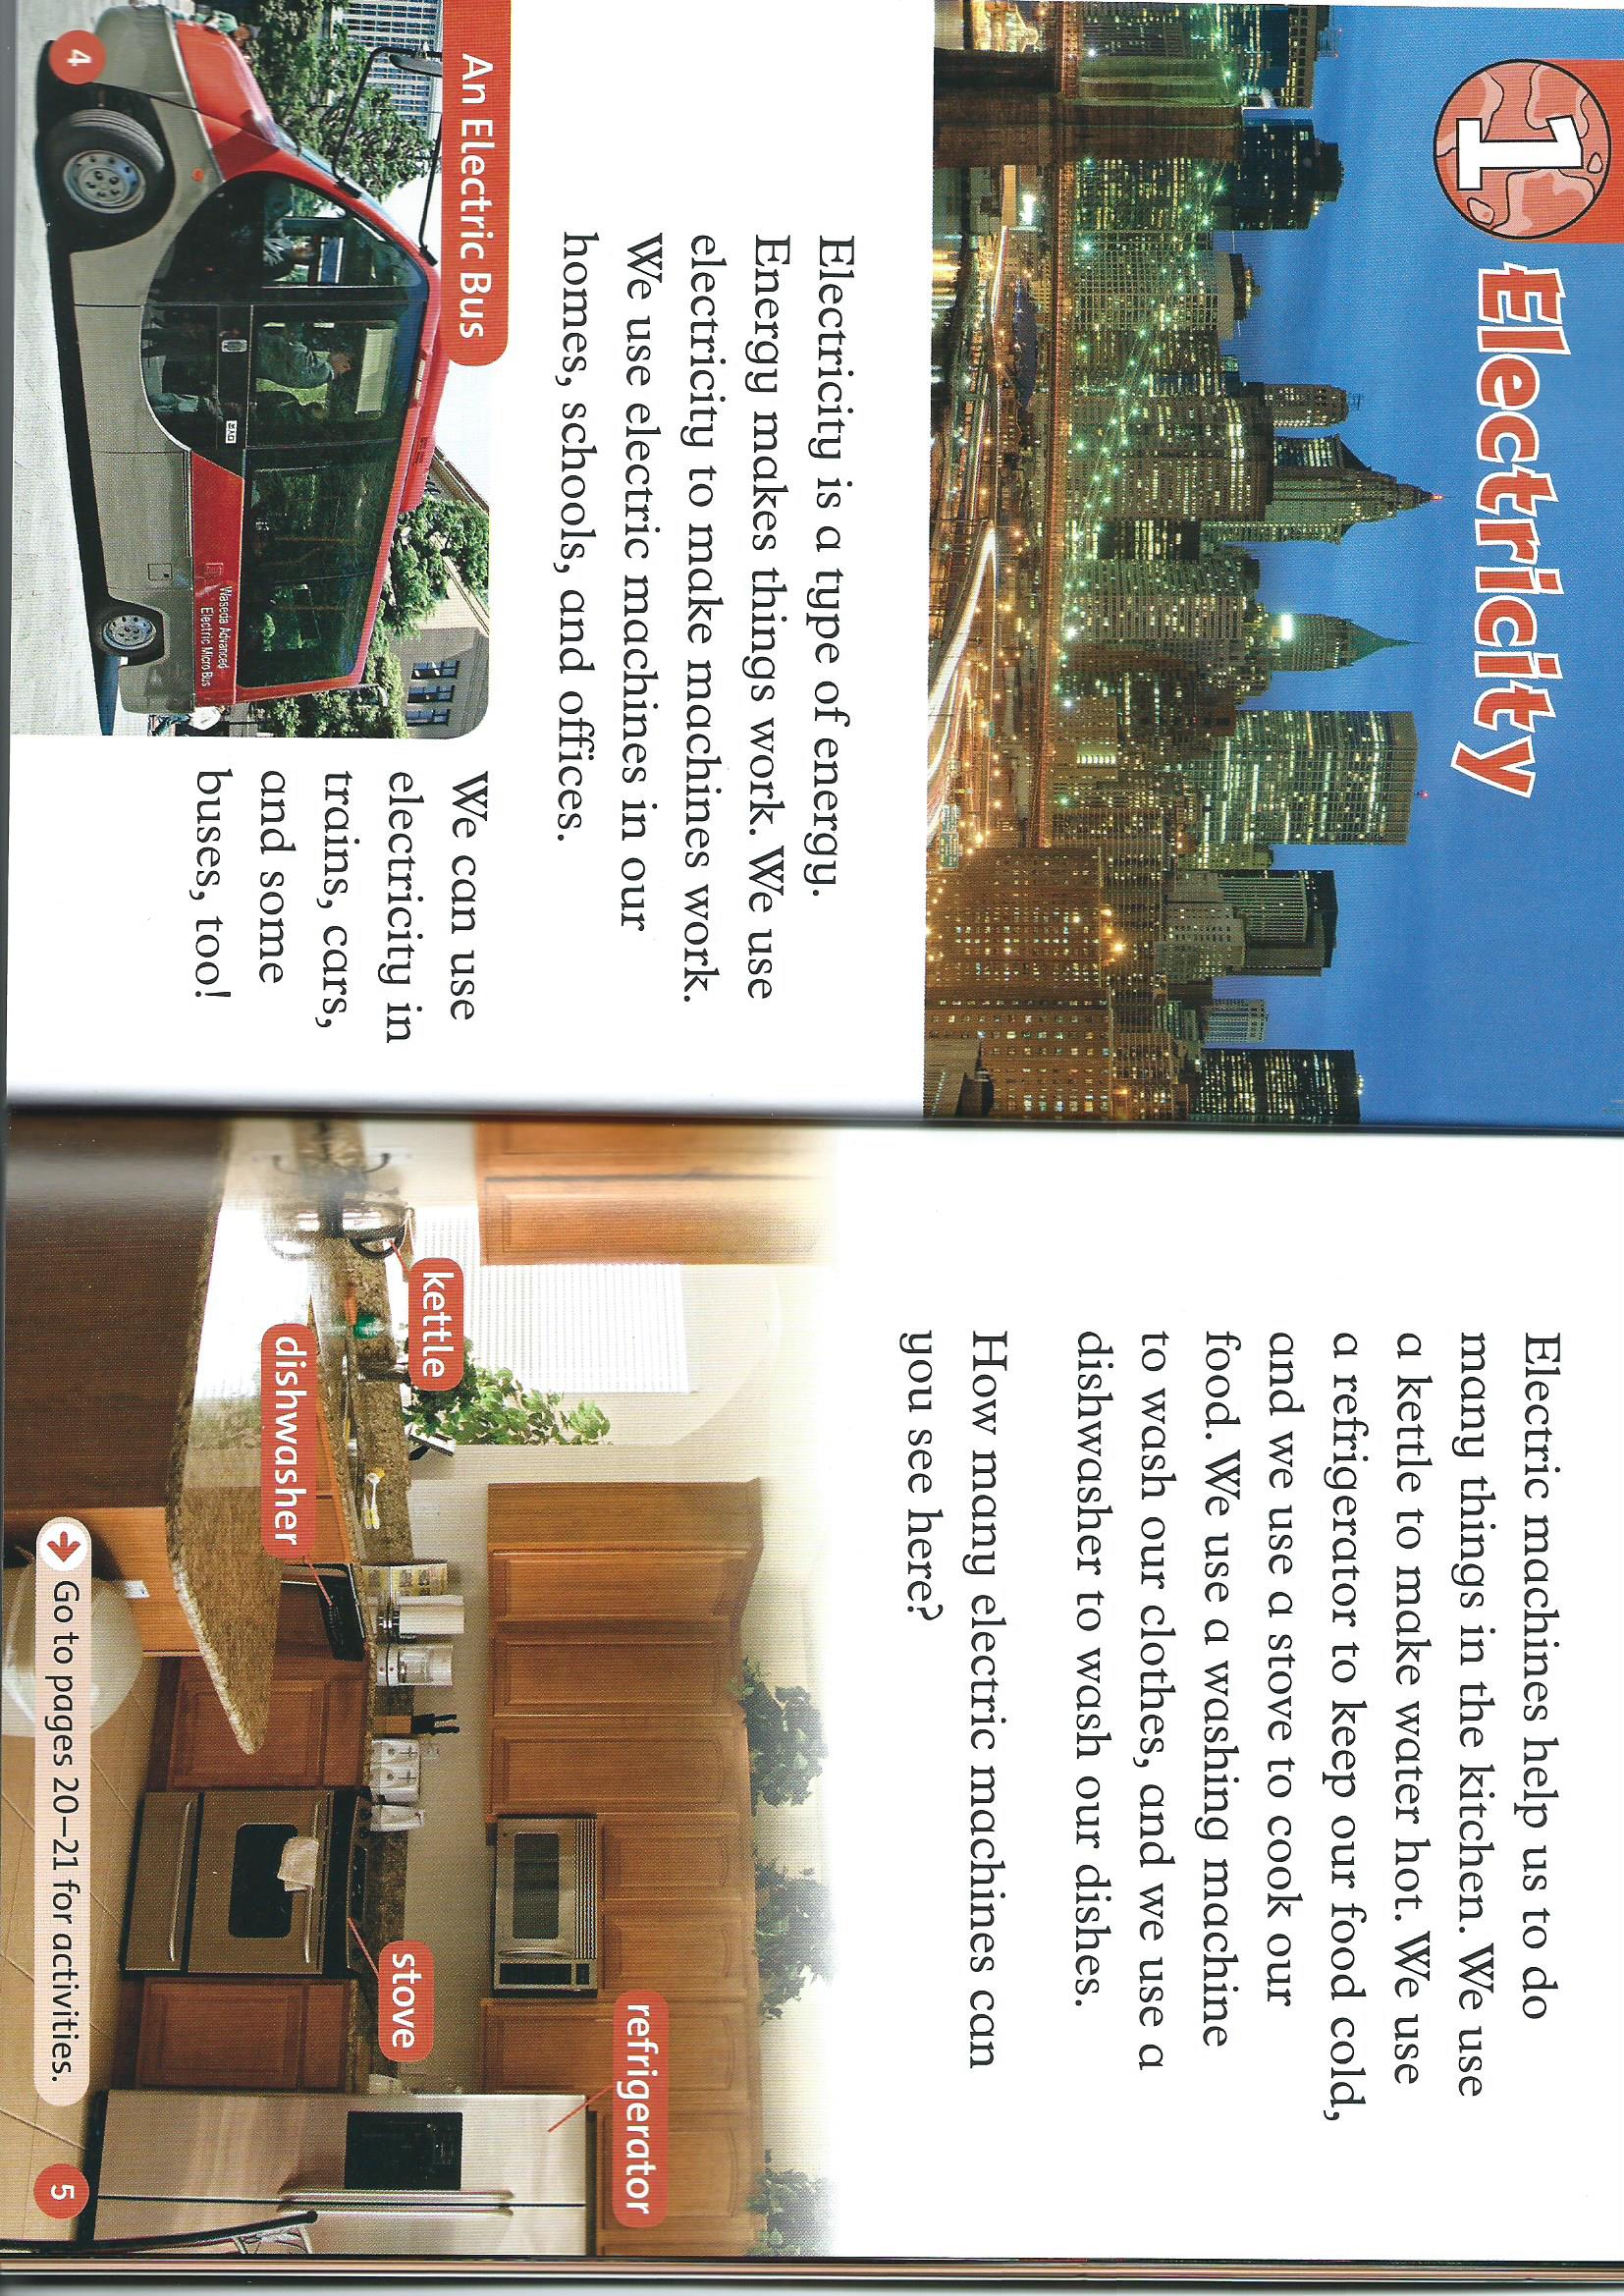 1
Electricity
Electricity is a type of energy.
Energy makes things work. We use
electricity to make machines work.
We use electric machines in our
homes, schools, and offices.
An Electric Bus
Waseda Advanced
Electric Micro Bus
We can use
electricity in
trains, cars,
and some
buses, too!
4
Electric machines help us to do
many things in the kitchen. We use
a kettle to make water hot. We use
a refrigerator to keep our food cold,
and we use a stove to cook our
food. We use a washing machine
to wash our clothes, and we use a
dishwasher to wash our dishes.
How many electric machines can
you see here?
kettle
dishwasher
stove
refrigerator
Go to pages 20–21 for activities.
5